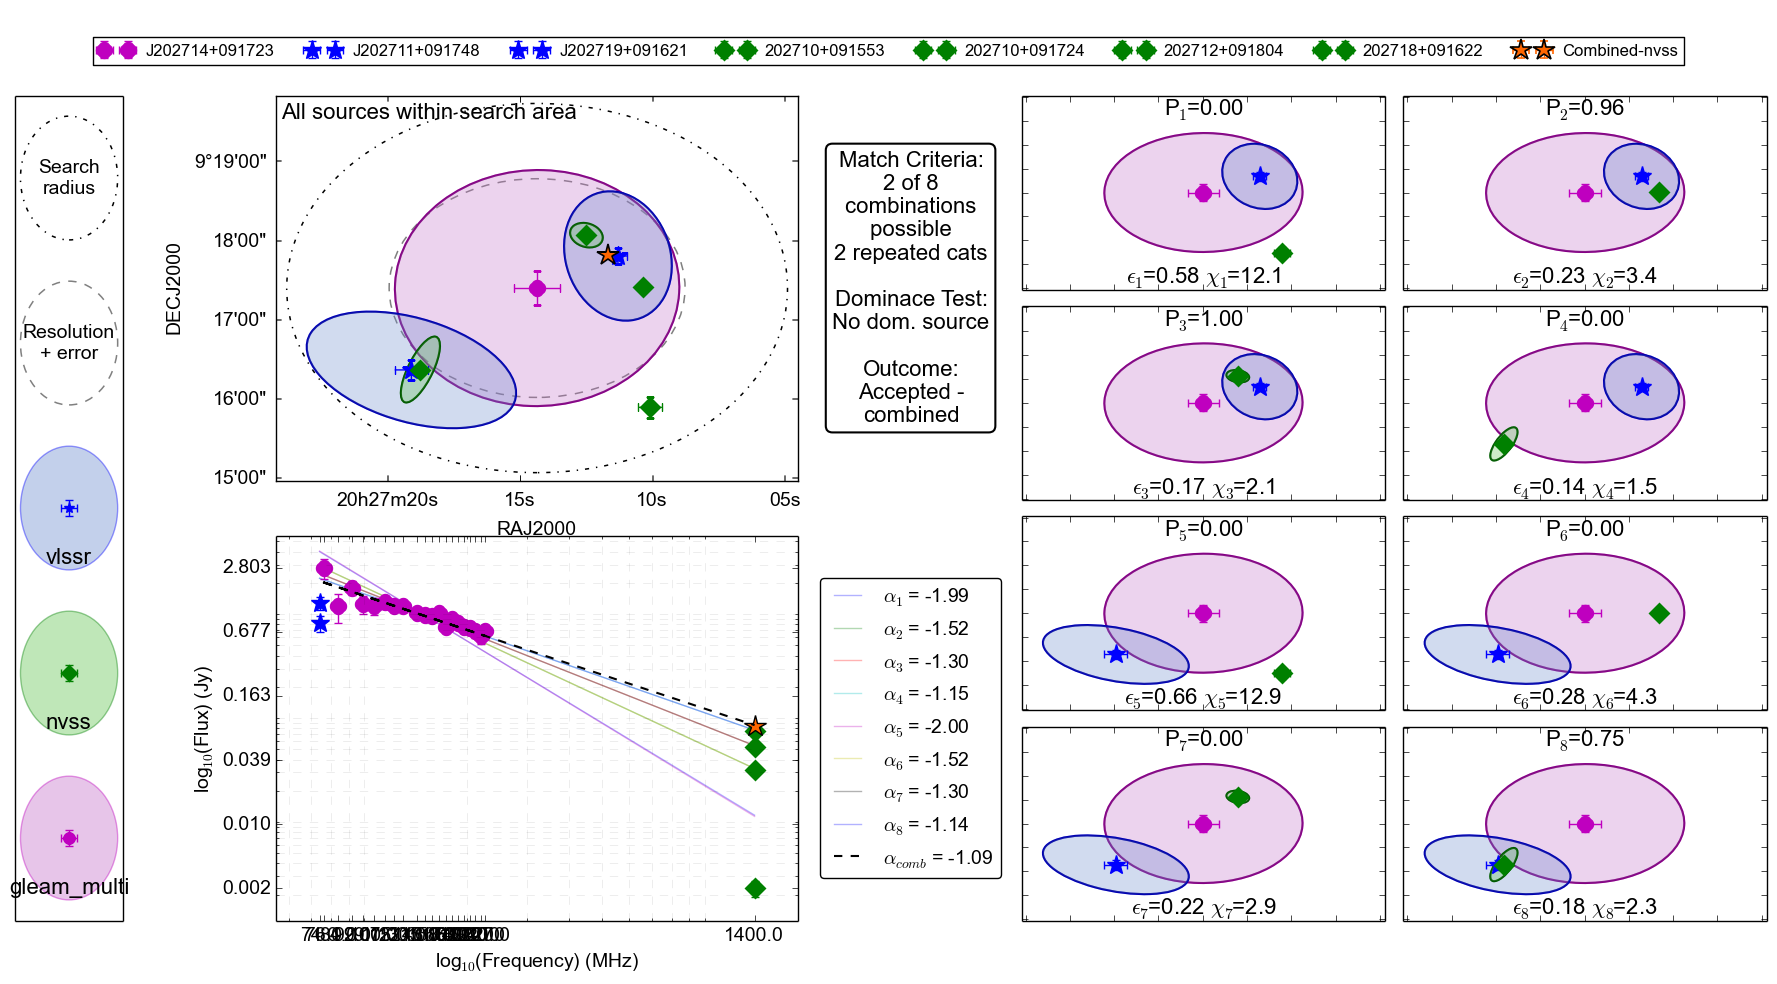 J202714+091723 J202711+091748 J202719+091621 202710+091553 202710+091724 202712+091804 202718+091622 Combined-nvss
Search
radius
Resolution
+ error
vlssr
nvss
gleam_multi
All sources within search area
DECJ2000
9°19'00"
18'00"
17'00"
16'00"
15'00"
20h27m20s 15s 10s 05s
RAJ2000
log10(Flux) (Jy)
2.803
0.677
0.163
0.039
0.010
0.002
1400.0
log10(Frequency) (MHz)
Match Criteria:
2 of 8
combinations
possible
2 repeated cats
Dominace Test:
No dom. source
Outcome:
Accepted -
combined
α1 = -1.99
α2 = -1.52
α3 = -1.30
α4 = -1.15
α5 = -2.00
α6 = -1.52
α7 = -1.30
α8 = -1.14
αcomb = -1.09
P1=0.00
ϵ1=0.58 χ1=12.1
P2=0.96
ϵ2=0.23 χ2=3.4
P3=1.00
ϵ3=0.17 χ3=2.1
P4=0.00
ϵ4=0.14 χ4=1.5
P5=0.00
ϵ5=0.66 χ5=12.9
P6=0.00
ϵ6=0.28 χ6=4.3
P7=0.00
ϵ7=0.22 χ7=2.9
P8=0.75
ϵ8=0.18 χ8=2.3